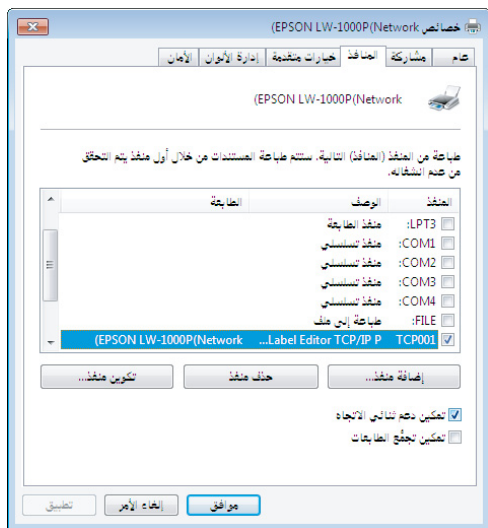 خصائص EPSON LW-1000P(Network)
عام مشاركة المنافذ خيارات متقدمة إدارة الألوان الأمان
EPSON LW-1000P(Network)
طباعة من المنفذ (المنافذ) التالية. ستتم طباعة المستندات من خلال أول منفذ يتم التحقق
من عدم انشغاله.
المنفذ الوصف الطابعة
LPT3: منفذ الطابعة
COM1: منفذ تسلسلي
COM2: منفذ تسلسلي
COM3: منفذ تسلسلي
COM4: منفذ تسلسلي
FILE: طباعة إلى ملف
TCP001 Label Editor TCP/IP P... EPSON LW-1000P(Network)
إضافة منفذ... حذف منفذ تكوين منفذ...
تمكين دعم ثنائي الاتجاه
تمكين تجمُّع الطابعات
موافق إلغاء الأمر تطبيق